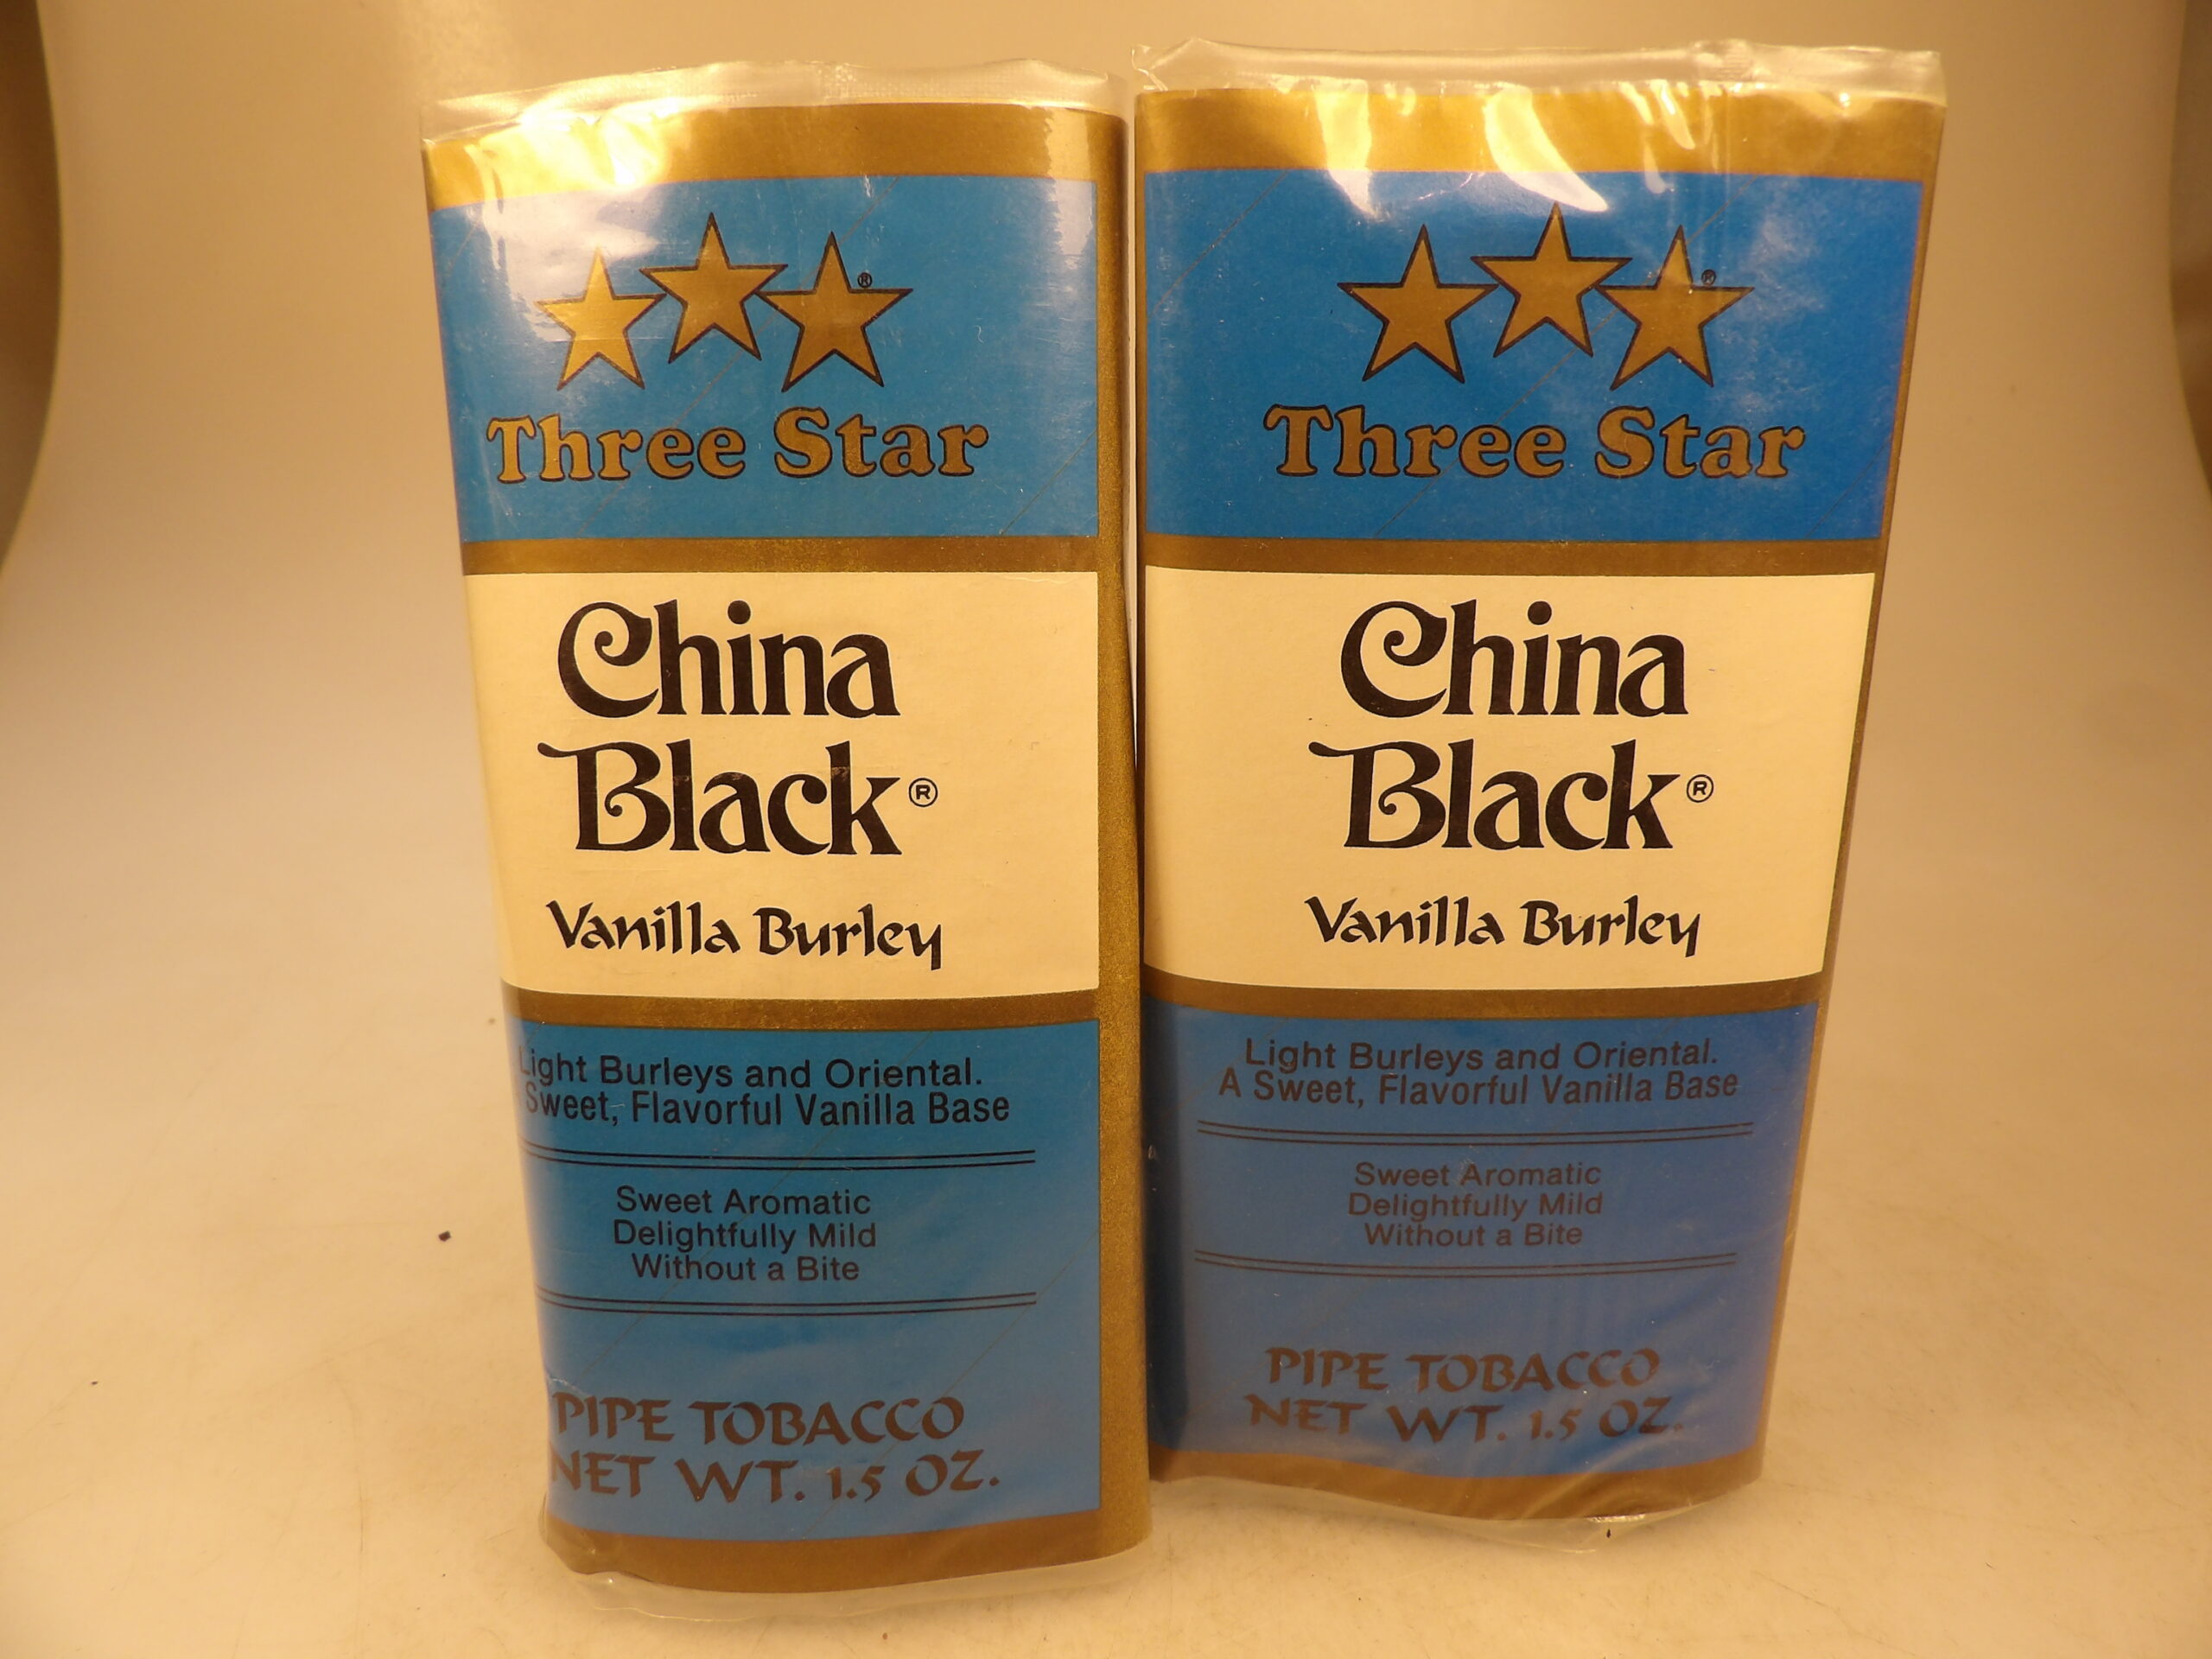 ®
Three Star
China
Black®
Vanilla Burley
Light Burleys and Oriental.
Sweet, Flavorful Vanilla Base
Sweet Aromatic
Delightfully Mild
Without a Bite
PIPE TOBACCO
NET WT. 1.5 OZ.
®
Three Star
China
Black®
Vanilla Burley
Light Burleys and Oriental.
A Sweet, Flavorful Vanilla Base
Sweet Aromatic
Delightfully Mild
Without a Bite
PIPE TOBACCO
NET WT. 1.5 OZ.